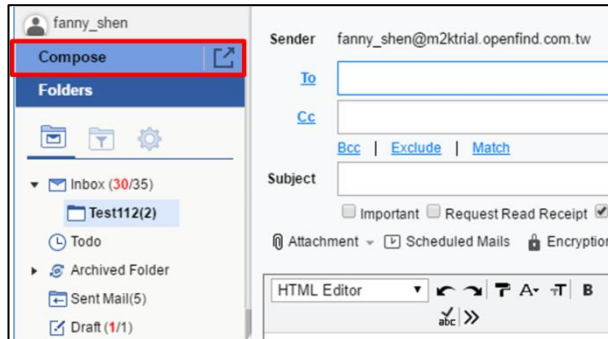 fanny_shen
Compose
Folders
Inbox (30/35)
Test112(2)
Todo
Archived Folder
Sent Mail(5)
Draft (1/1)
Sender fanny_shen@m2ktrial.openfind.com.tw
To
Cc
Bcc | Exclude | Match
Subject
Important Request Read Receipt
Attachment Scheduled Mails Encryption
HTML Editor A T B
abc